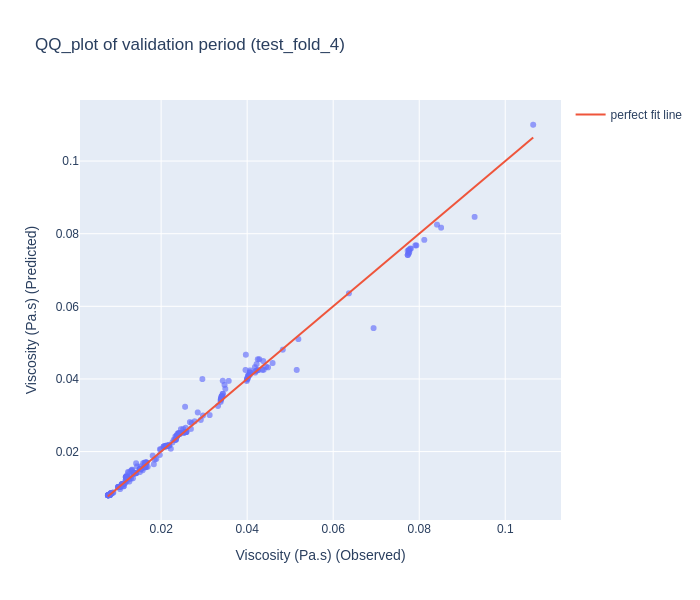 QQ_plot of validation period (test_fold_4)
perfect fit line
0.1
0.08
0.06
0.04
0.02
Viscosity (Pa.s) (Predicted)
0.02
0.04
0.06
0.08
0.1
Viscosity (Pa.s) (Observed)